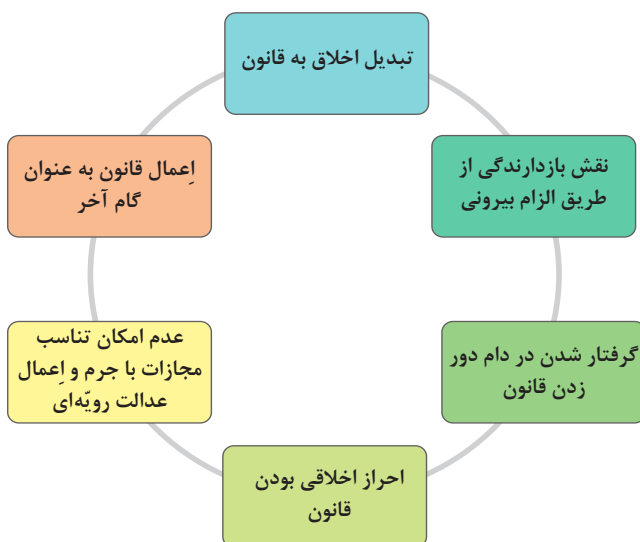 تبدیل اخلاق به قانون
نقش بازدارندگی از
طریق الزام بیرونی
گرفتار شدن در دام دور
زدن قانون
احراز اخلاقی بودن
قانون
عدم امکان تناسب
مجازات با جرم و اِعمال
عدالت رویّه‌ای
اِعمال قانون به عنوان
گام آخر